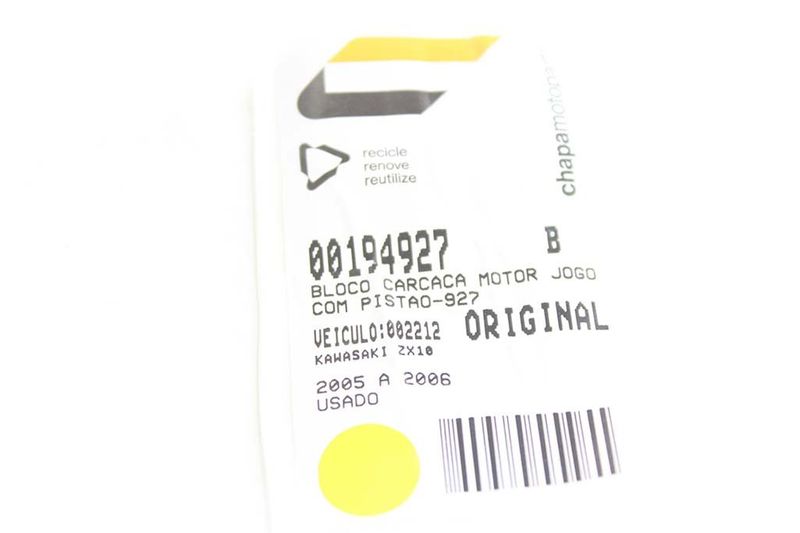 recicle
renove
reutilize
chapamotopar
00194927 B
BLOCO CARCACA MOTOR JOGO
COM PISTAO-927
VEICULO:002212 ORIGINAL
KAWASAKI ZX10
2005 A 2006
USADO